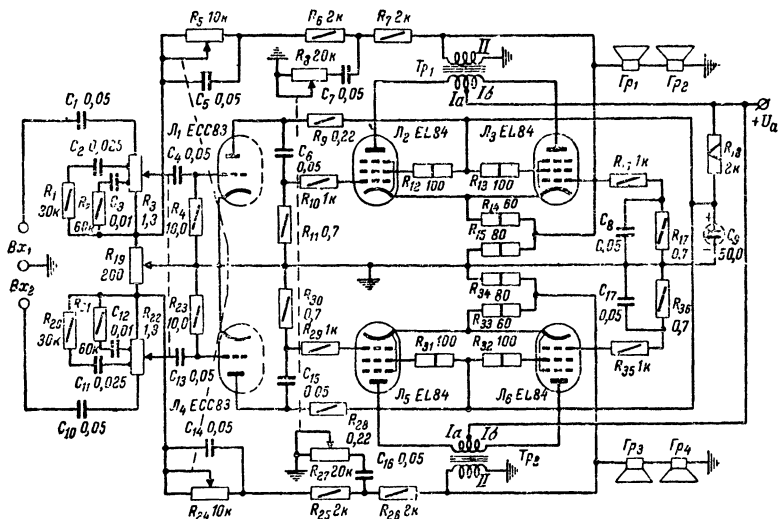 R5 10к
R6 2к
R7 2к
II
R8 20к
Тр1
Iа Iб
Гр1 Гр2
C1 0,05
C5 0,05
C7 0,05
+Uа
Л1 ECC83
R9 0,22
Л2 EL84
Л3 EL84
C2 0,025
C4 0,05
C6 0,05
R18 2к
R12 100
R13 100
1к
R1 30к
60к
C3 0,01
R3 1,3
R4 10,0
R10 1к
R14 60
R11 0,7
R15 80
C8 0,05
R17 0,7
C9 50,0
Вх1
R19 200
Вх2
R30 0,7
R34 80
R33 60
C17 0,05
R36 0,7
R20 30к
R21 60к
C12 0,01
R22 1,3
R23 10,0
R29 1к
R31 100
R32 100
R35 1к
C11 0,025
C13 0,05
C15 0,05
Л4 ECC83
Л5 EL84
Л6 EL84
C10 0,05
C14 0,05
R28 0,22
Iа Iб
Тр2
R27 20к
C16 0,05
II
Гр3 Гр4
R24 10к
R25 2к
R26 2к